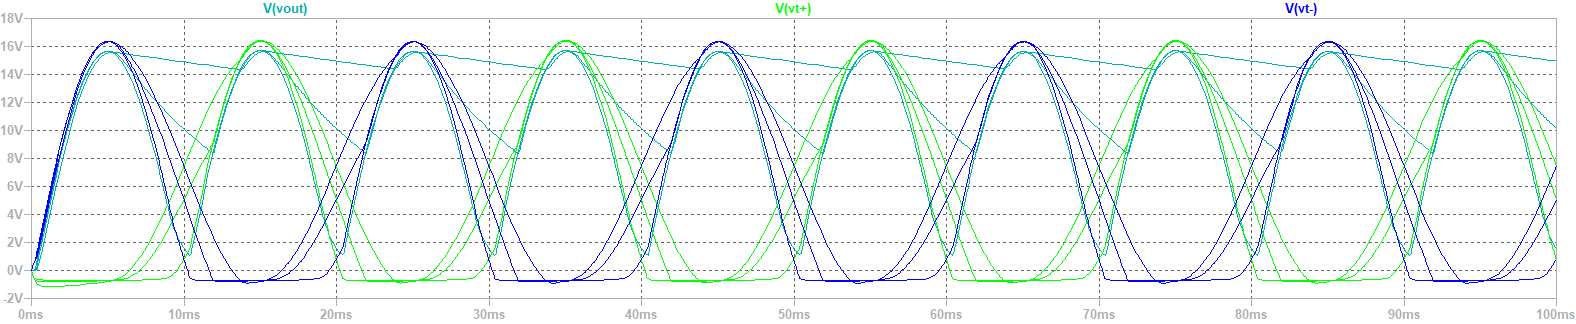 V(vout) V(vt+) V(vt-)
18V
16V
14V
12V
10V
8V
6V
4V
2V
0V
-2V
0ms 10ms 20ms 30ms 40ms 50ms 60ms 70ms 80ms 90ms 100ms